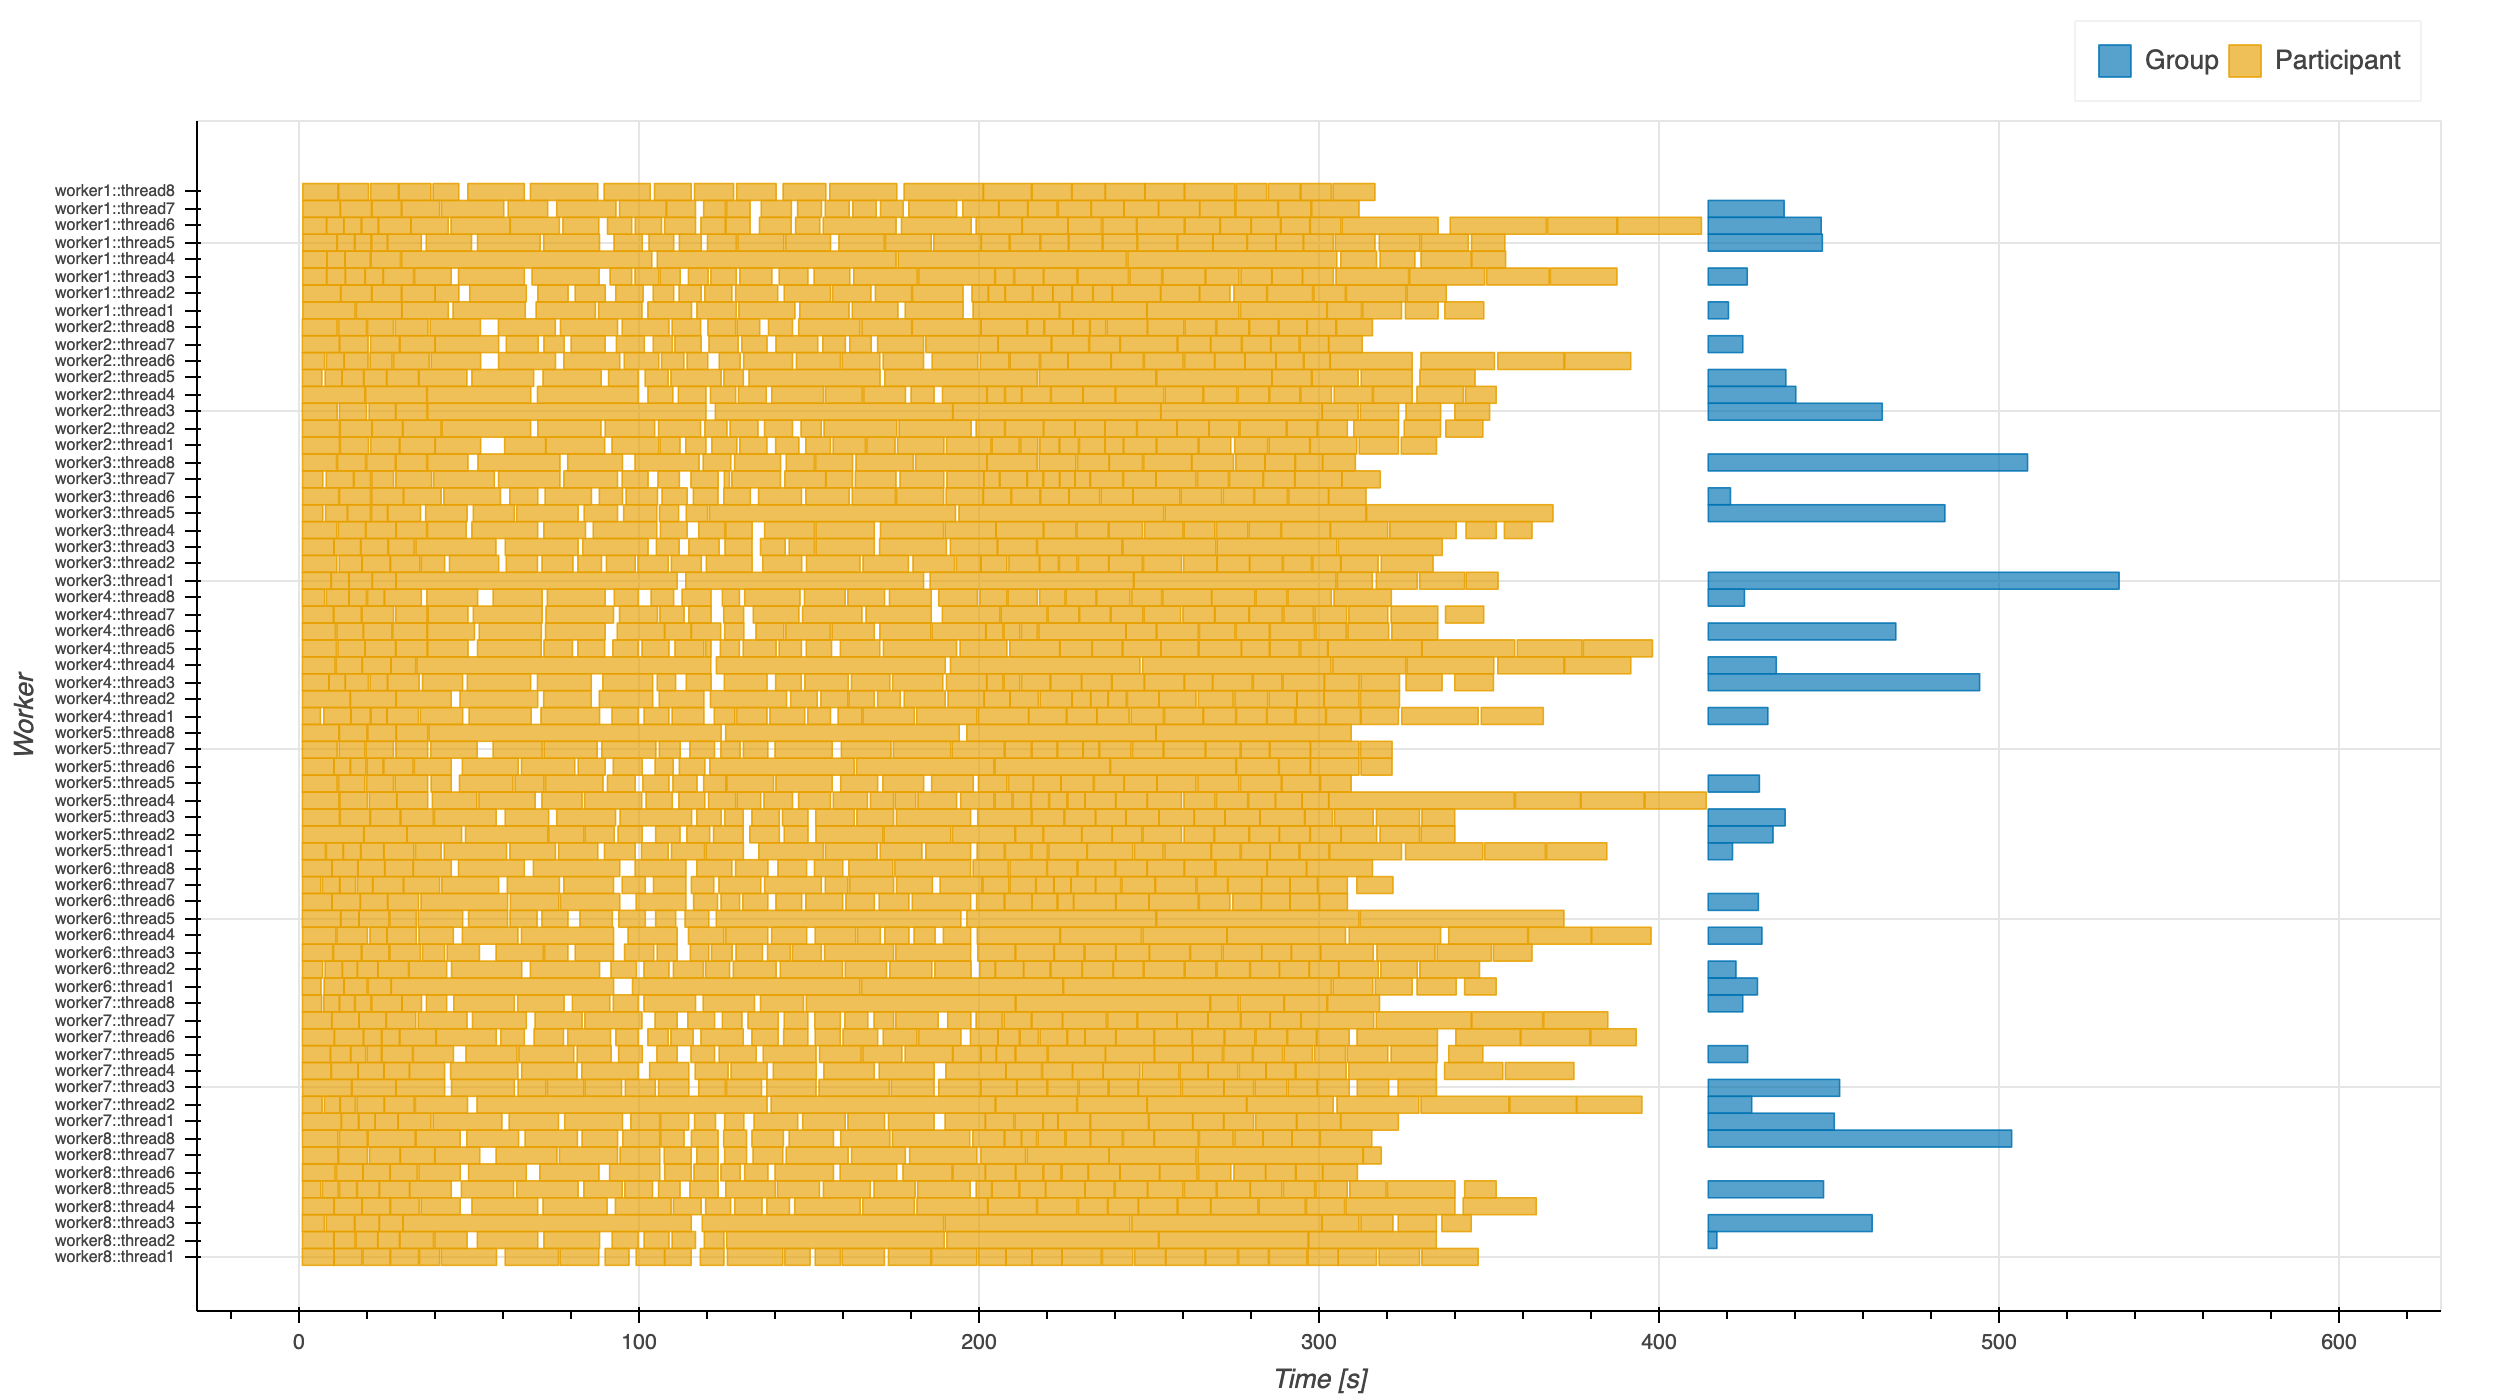 Group Participant
worker1::thread8
worker1::thread7
worker1::thread6
worker1::thread5
worker1::thread4
worker1::thread3
worker1::thread2
worker1::thread1
worker2::thread8
worker2::thread7
worker2::thread6
worker2::thread5
worker2::thread4
worker2::thread3
worker2::thread2
worker2::thread1
worker3::thread8
worker3::thread7
worker3::thread6
worker3::thread5
worker3::thread4
worker3::thread3
worker3::thread2
worker3::thread1
worker4::thread8
worker4::thread7
worker4::thread6
worker4::thread5
worker4::thread4
worker4::thread3
worker4::thread2
worker4::thread1
worker5::thread8
worker5::thread7
worker5::thread6
worker5::thread5
worker5::thread4
worker5::thread3
worker5::thread2
worker5::thread1
worker6::thread8
worker6::thread7
worker6::thread6
worker6::thread5
worker6::thread4
worker6::thread3
worker6::thread2
worker6::thread1
worker7::thread8
worker7::thread7
worker7::thread6
worker7::thread5
worker7::thread4
worker7::thread3
worker7::thread2
worker7::thread1
worker8::thread8
worker8::thread7
worker8::thread6
worker8::thread5
worker8::thread4
worker8::thread3
worker8::thread2
worker8::thread1
Worker
0 100 200 300 400 500 600
Time [s]